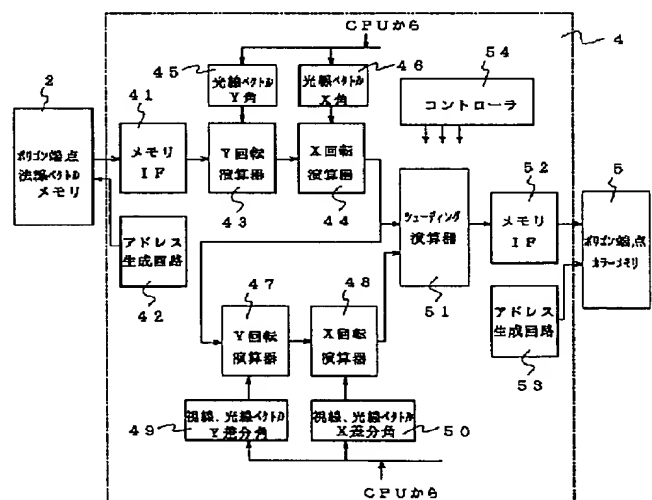 CPUから
4
45
光線ベクトル
Y角
46
光線ベクトル
X角
54
コントローラ
2
ポリゴン端点
法線ベクトル
メモリ
41
メモリ
IF
Y回転
演算器
43
X回転
演算器
44
シェーディング
演算器
51
52
メモリ
IF
5
ポリゴン端点
カラーメモリ
アドレス
生成回路
42
47
Y回転
演算器
48
X回転
演算器
アドレス
生成回路
53
視線、光線ベクトル
Y差分角
49
視線、光線ベクトル
X差分角
50
CPUから